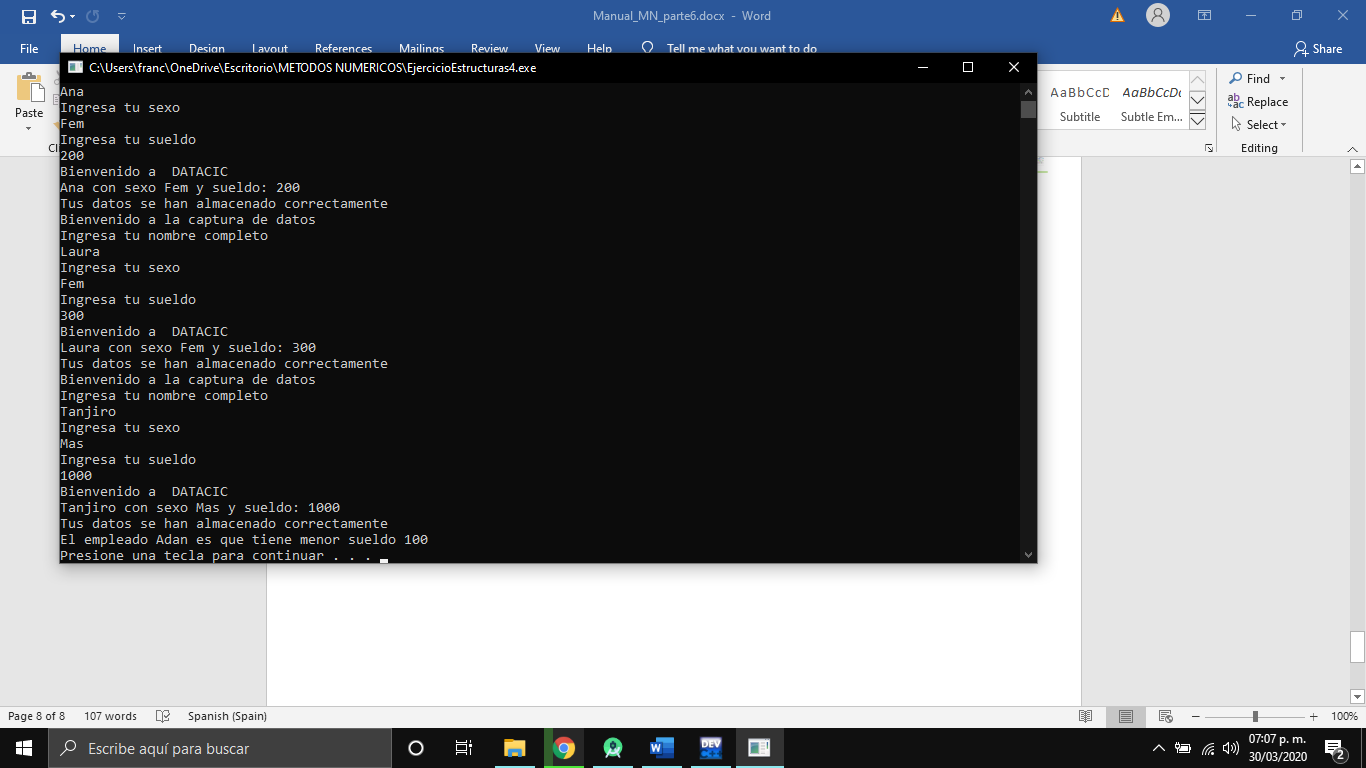 Manual_MN_parte6.docx - Word
File Home Insert Design Layout References Mailings Review View Help Tell me what you want to do Share
C:\Users\franc\OneDrive\Escritorio\METODOS NUMERICOS\EjercicioEstructuras4.exe
Paste
AaBbCcD AaBbCcDc
Subtitle Subtle Em...
Find
Replace
Select
Editing
Ana
Ingresa tu sexo
Fem
Ingresa tu sueldo
200
Bienvenido a  DATACIC
Ana con sexo Fem y sueldo: 200
Tus datos se han almacenado correctamente
Bienvenido a la captura de datos
Ingresa tu nombre completo
Laura
Ingresa tu sexo
Fem
Ingresa tu sueldo
300
Bienvenido a  DATACIC
Laura con sexo Fem y sueldo: 300
Tus datos se han almacenado correctamente
Bienvenido a la captura de datos
Ingresa tu nombre completo
Tanjiro
Ingresa tu sexo
Mas
Ingresa tu sueldo
1000
Bienvenido a  DATACIC
Tanjiro con sexo Mas y sueldo: 1000
Tus datos se han almacenado correctamente
El empleado Adan es que tiene menor sueldo 100
Presione una tecla para continuar . . .
Page 8 of 8 107 words Spanish (Spain) 100%
Escribe aquí para buscar
DEV C++
07:07 p. m.
30/03/2020
2